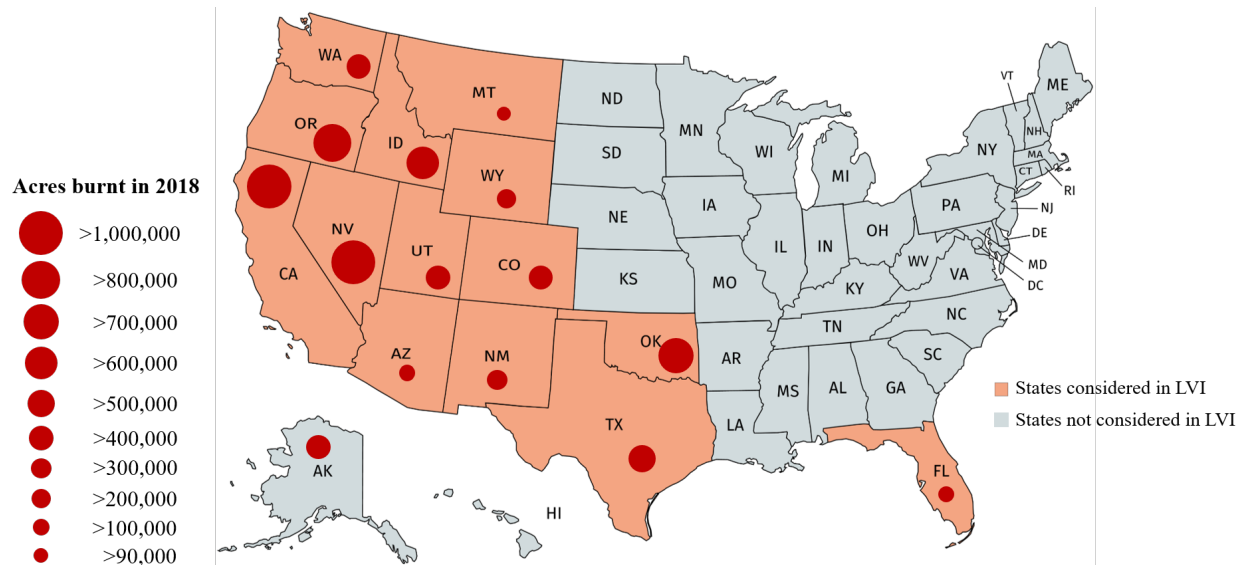 Acres burnt in 2018
>1,000,000
>800,000
>700,000
>600,000
>500,000
>400,000
>300,000
>200,000
>100,000
>90,000
WA
MT
ND
MN
VT
ME
OR
ID
SD
WI
MI
NY
NH
MA
CT
RI
WY
NE
IA
PA
NJ
NV
UT
CO
CA
KS
MO
IL
IN
OH
WV
VA
DE
MD
DC
KY
NC
TN
SC
AZ
NM
OK
AR
MS
AL
GA
TX
LA
FL
AK
HI
States considered in LVI
States not considered in LVI